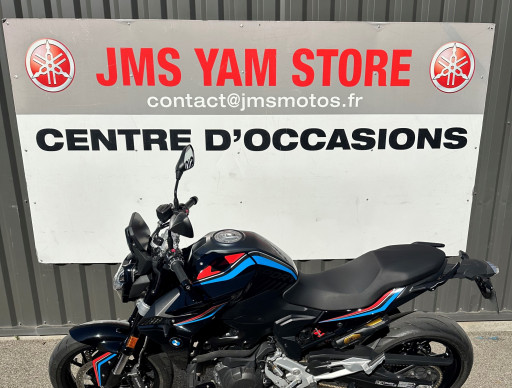 JMS YAM STORE
contact@jmsmotos.fr
CENTRE D'OCCASIONS